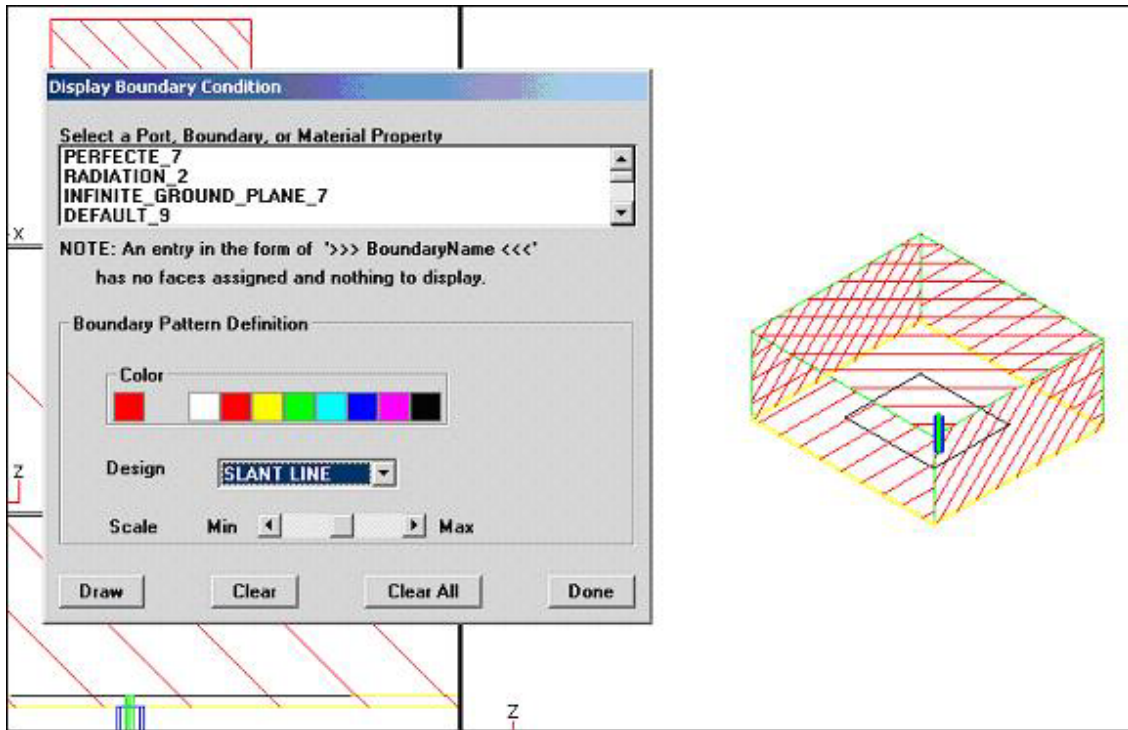 Display Boundary Condition
Select a Port, Boundary, or Material Property
PERFECTE_7
RADIATION_2
INFINITE_GROUND_PLANE_7
DEFAULT_9
X
NOTE: An entry in the form of '>>> BoundaryName <<<'
has no faces assigned and nothing to display.
Boundary Pattern Definition
Color
Z
Design SLANT LINE
Scale Min Max
Draw Clear Clear All Done
Z